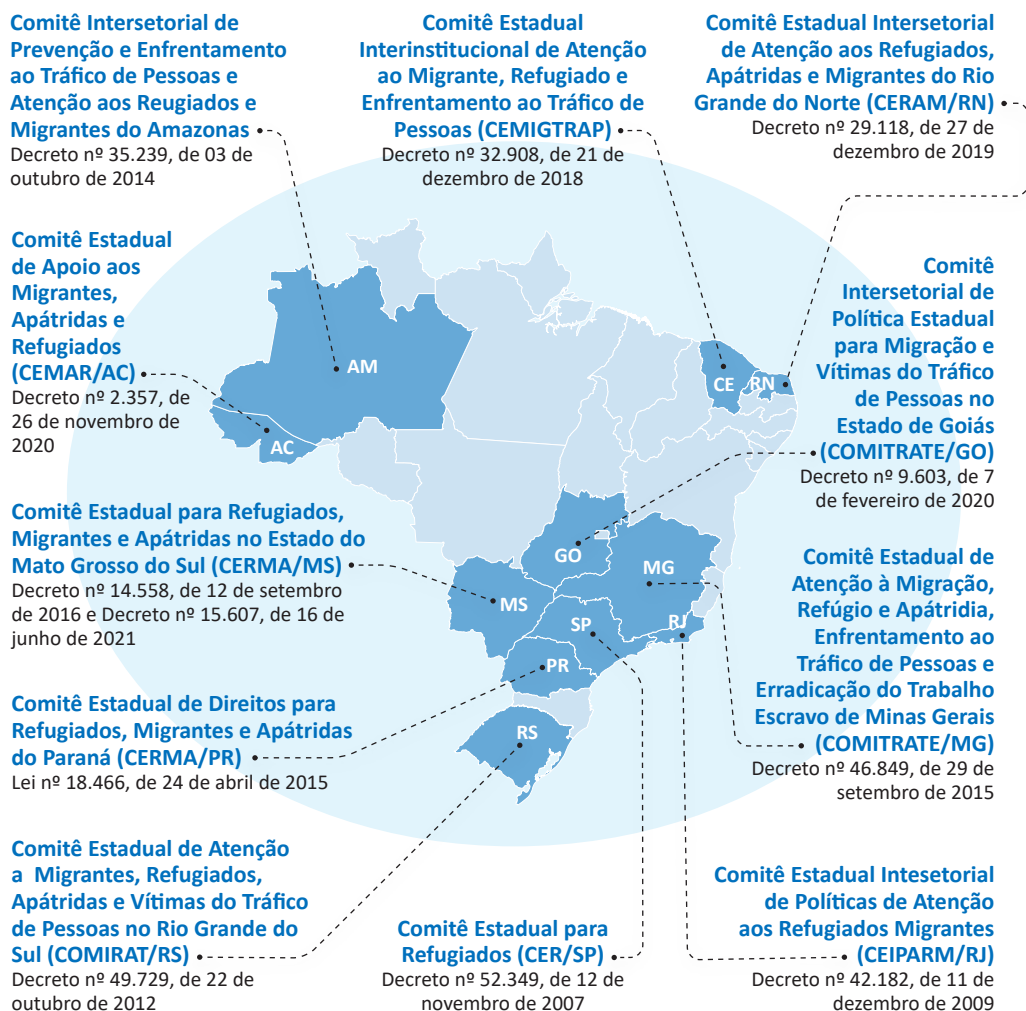 Comitê Intersetorial de
Prevenção e Enfrentamento
ao Tráfico de Pessoas e
Atenção aos Reugiados e
Migrantes do Amazonas
Decreto nº 35.239, de 03 de
outubro de 2014
Comitê Estadual
Interinstitucional de Atenção
ao Migrante, Refugiado e
Enfrentamento ao Tráfico de
Pessoas (CEMIGTRAP)
Decreto nº 32.908, de 21 de
dezembro de 2018
Comitê Estadual Intersetorial
de Atenção aos Refugiados,
Apátridas e Migrantes do Rio
Grande do Norte (CERAM/RN)
Decreto nº 29.118, de 27 de
dezembro de 2019
Comitê Estadual
de Apoio aos
Migrantes,
Apátridas e
Refugiados
(CEMAR/AC)
Decreto nº 2.357, de
26 de novembro de
2020
Comitê
Intersetorial de
Política Estadual
para Migração e
Vítimas do Tráfico
de Pessoas no
Estado de Goiás
(COMITRATE/GO)
Decreto nº 9.603, de 7
de fevereiro de 2020
AM
CE
RN
AC
GO
MG
MS
SP
RJ
PR
RS
Comitê Estadual para Refugiados,
Migrantes e Apátridas no Estado do
Mato Grosso do Sul (CERMA/MS)
Decreto nº 14.558, de 12 de setembro
de 2016 e Decreto nº 15.607, de 16 de
junho de 2021
Comitê Estadual de
Atenção à Migração,
Refúgio e Apatridia,
Enfrentamento ao
Tráfico de Pessoas e
Erradicação do Trabalho
Escravo de Minas Gerais
(COMITRATE/MG)
Decreto nº 46.849, de 29 de
setembro de 2015
Comitê Estadual de Direitos para
Refugiados, Migrantes e Apátridas
do Paraná (CERMA/PR)
Lei nº 18.466, de 24 de abril de 2015
Comitê Estadual de Atenção
a Migrantes, Refugiados,
Apátridas e Vítimas do Tráfico
de Pessoas no Rio Grande do
Sul (COMIRAT/RS)
Decreto nº 49.729, de 22 de
outubro de 2012
Comitê Estadual para
Refugiados (CER/SP)
Decreto nº 52.349, de 12 de
novembro de 2007
Comitê Estadual Intesetorial
de Políticas de Atenção
aos Refugiados Migrantes
(CEIPARM/RJ)
Decreto nº 42.182, de 11 de
dezembro de 2009